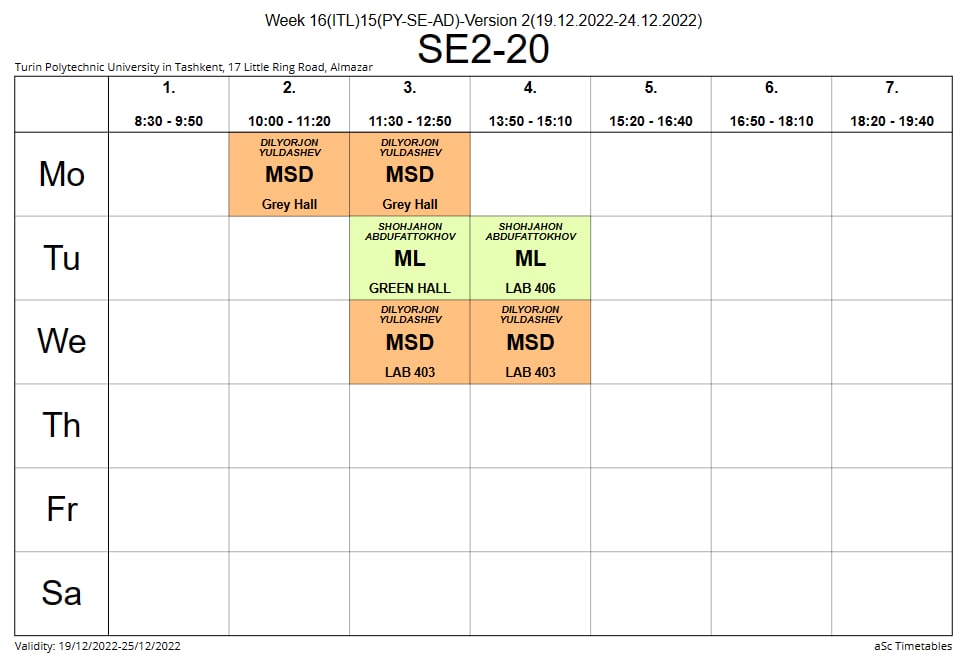 Week 16(ITL)15(PY-SE-AD)-Version 2(19.12.2022-24.12.2022)
SE2-20
Turin Polytechnic University in Tashkent, 17 Little Ring Road, Almazar
1. 2. 3. 4. 5. 6. 7.
8:30 - 9:50 10:00 - 11:20 11:30 - 12:50 13:50 - 15:10 15:20 - 16:40 16:50 - 18:10 18:20 - 19:40
Mo
DILYORJON
YULDASHEV
MSD
Grey Hall
DILYORJON
YULDASHEV
MSD
Grey Hall
Tu
SHOHJAHON
ABDUFATTOKHOV
ML
GREEN HALL
SHOHJAHON
ABDUFATTOKHOV
ML
LAB 406
We
DILYORJON
YULDASHEV
MSD
LAB 403
DILYORJON
YULDASHEV
MSD
LAB 403
Th
Fr
Sa
Validity: 19/12/2022-25/12/2022
aSc Timetables